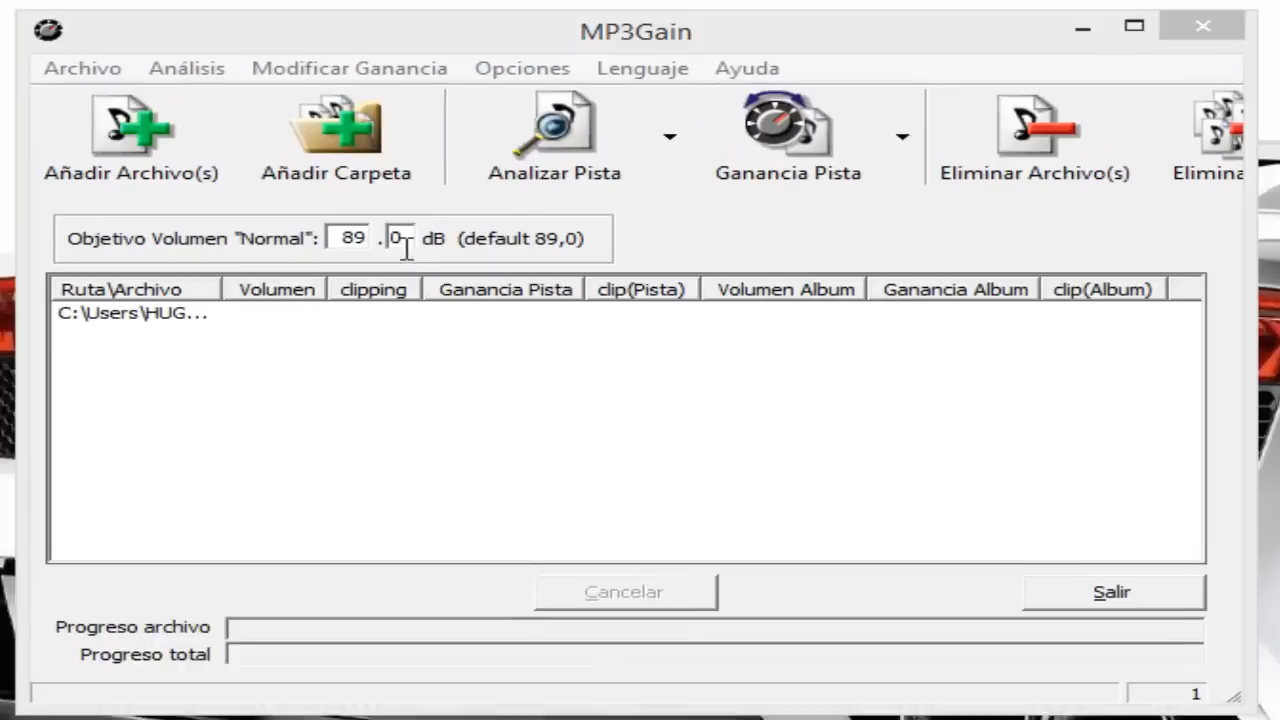 MP3Gain
Archivo Análisis Modificar Ganancia Opciones Lenguaje Ayuda
Añadir Archivo(s) Añadir Carpeta Analizar Pista Ganancia Pista Eliminar Archivo(s) Elimina
Objetivo Volumen "Normal": 89 . 0 dB (default 89,0)
Ruta\Archivo Volumen clipping Ganancia Pista clip(Pista) Volumen Album Ganancia Album clip(Album)
C:\Users\HUG...
Cancelar Salir
Progreso archivo
Progreso total
1